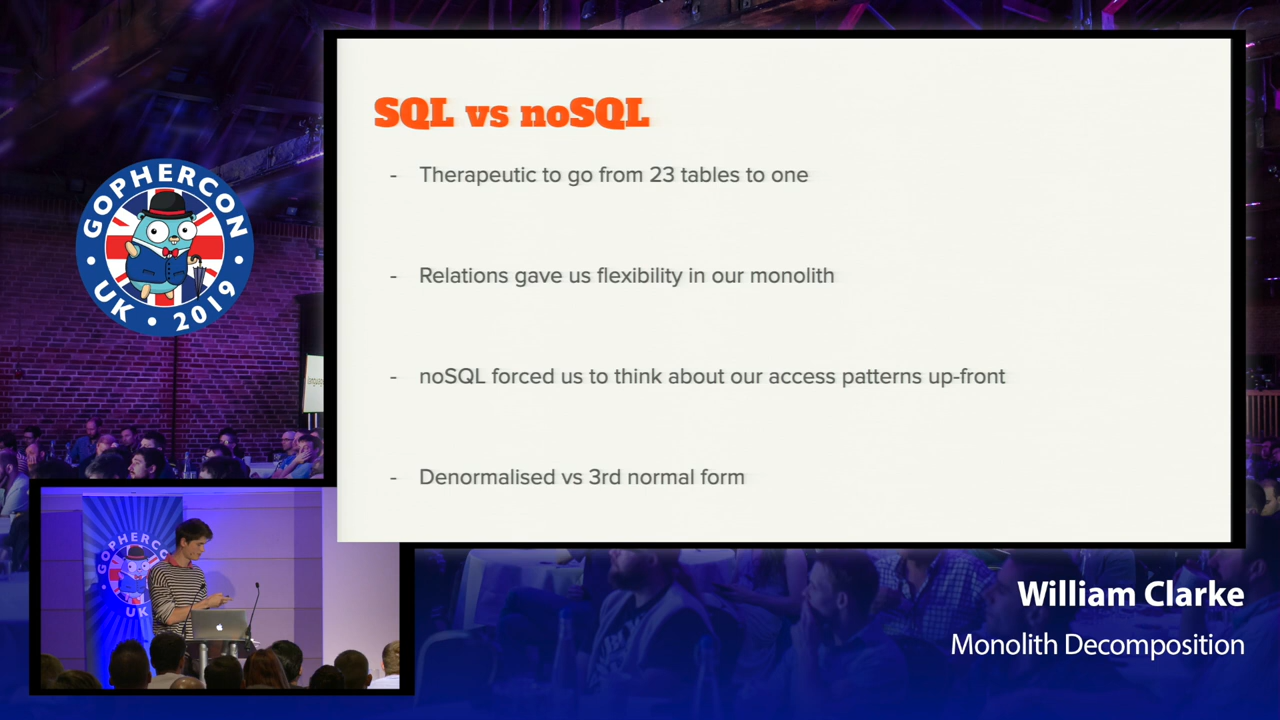 SQL vs noSQL
- Therapeutic to go from 23 tables to one
- Relations gave us flexibility in our monolith
- noSQL forced us to think about our access patterns up-front
- Denormalised vs 3rd normal form
GOPHERCON
UK • 2019
GOPHERCON
UK
William Clarke
Monolith Decomposition